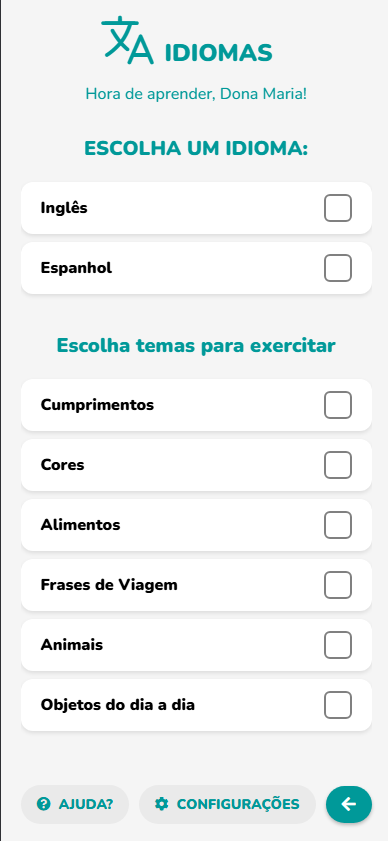 IDIOMAS
Hora de aprender, Dona Maria!
ESCOLHA UM IDIOMA:
Inglês
Espanhol
Escolha temas para exercitar
Cumprimentos
Cores
Alimentos
Frases de Viagem
Animais
Objetos do dia a dia
AJUDA? CONFIGURAÇÕES